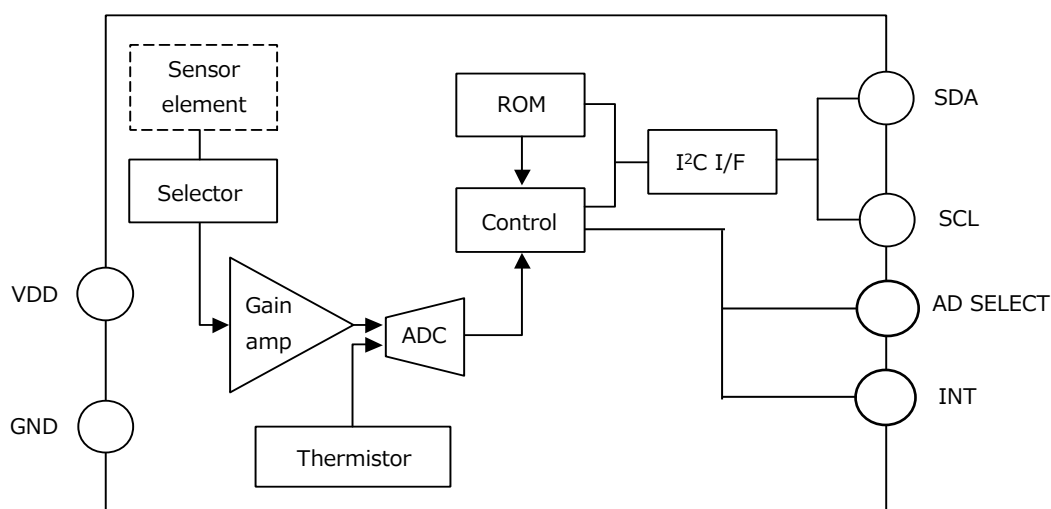 Sensor
element
ROM
SDA
I²C I/F
Selector
Control
SCL
VDD
Gain
amp
ADC
AD SELECT
INT
GND
Thermistor